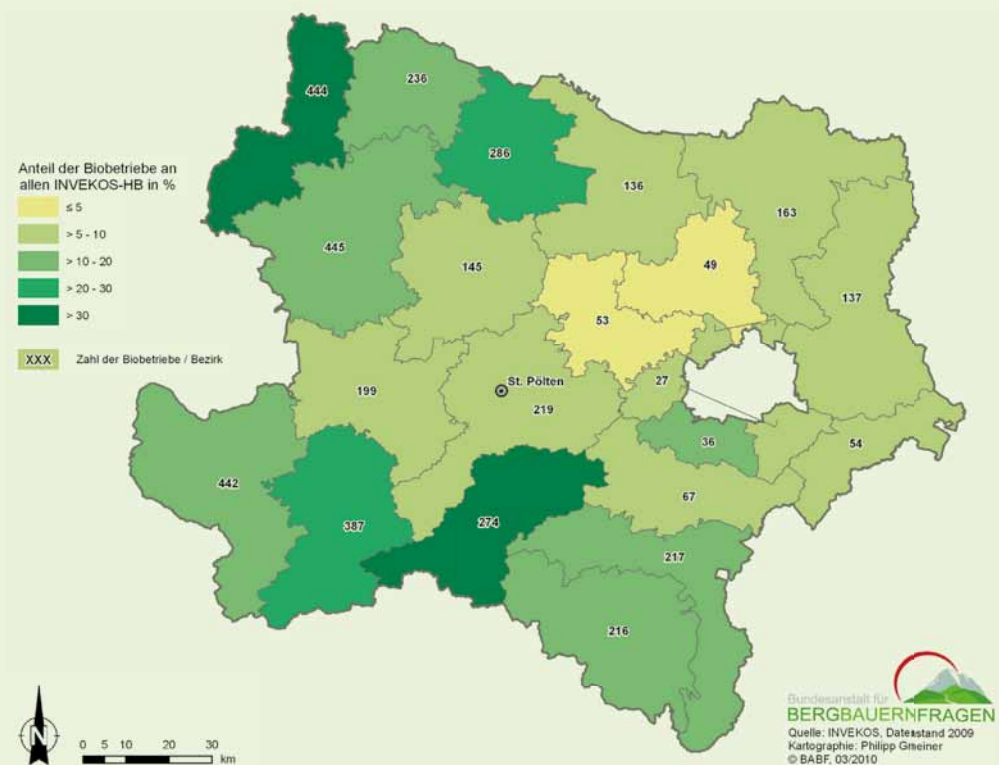 444
236
286
136
163
Anteil der Biobetriebe an
allen INVEKOS-HB in %
≤ 5
> 5 - 10
> 10 - 20
> 20 - 30
> 30
XXX Zahl der Biobetriebe / Bezirk
445
145
49
137
53
199
St. Pölten
219
27
36
54
442
387
274
67
217
216
N
0 5 10 20 30
km
Bundesanstalt für
BERGBAUERNFRAGEN
Quelle: INVEKOS, Datenstand 2009
Kartographie: Philipp Gmeiner
© BABF, 03/2010